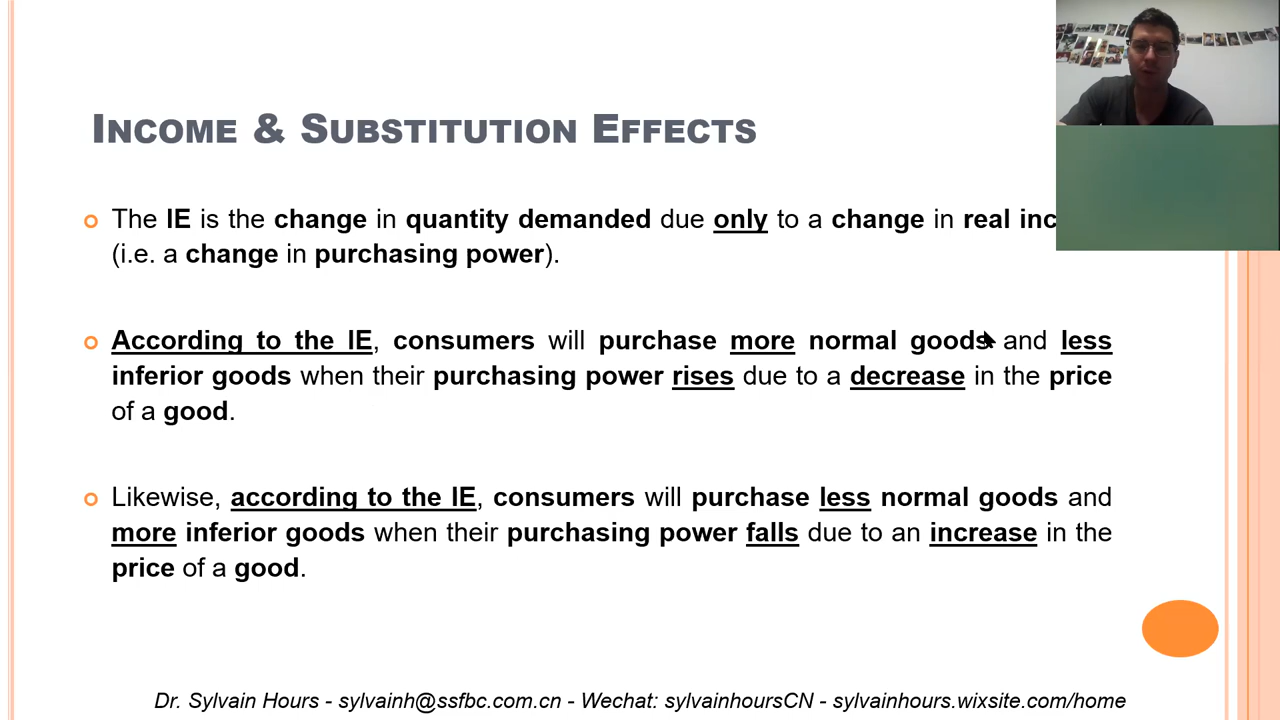 INCOME & SUBSTITUTION EFFECTS
The IE is the change in quantity demanded due only to a change in real
(i.e. a change in purchasing power).
According to the IE, consumers will purchase more normal goods and less
inferior goods when their purchasing power rises due to a decrease in the price
of a good.
Likewise, according to the IE, consumers will purchase less normal goods and
more inferior goods when their purchasing power falls due to an increase in the
price of a good.
Dr. Sylvain Hours - sylvainh@ssfbc.com.cn - Wechat: sylvainhoursCN - sylvainhours.wixsite.com/home